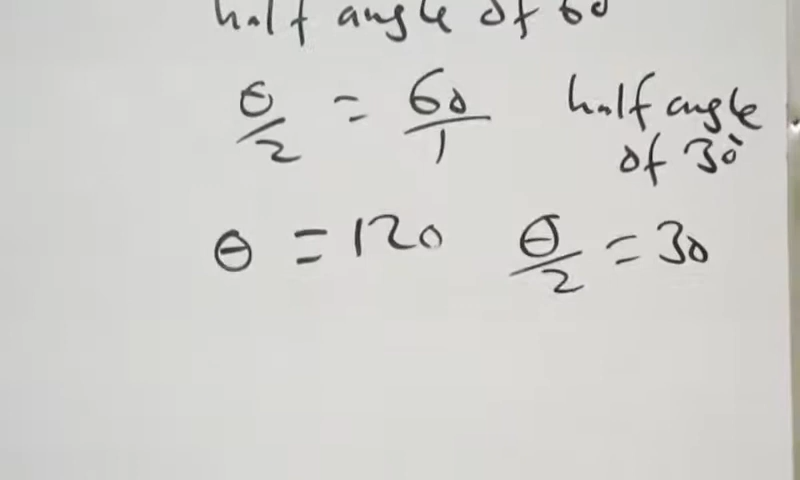 half angle of 60
θ/2 = 60/1
θ = 120
half angle
of 30°
θ/2 = 30